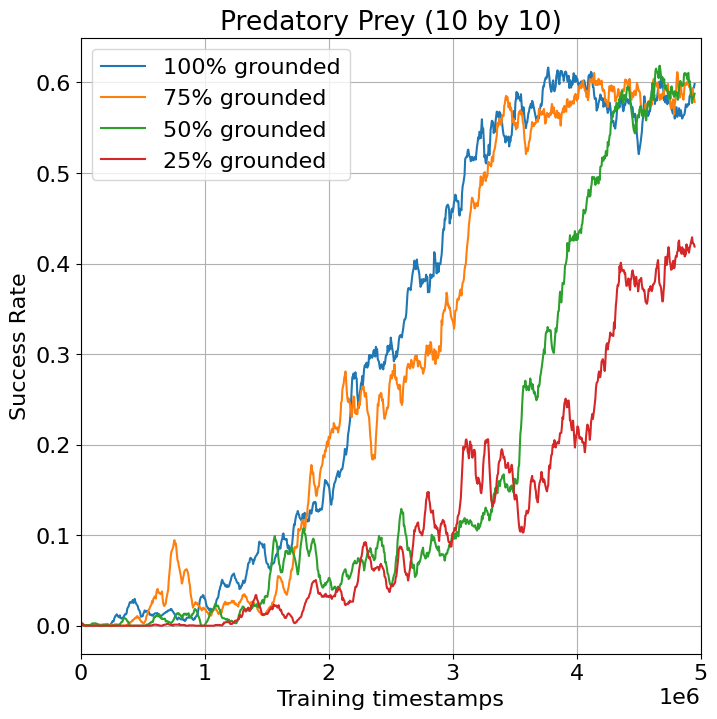 Predatory Prey (10 by 10)
100% grounded
75% grounded
50% grounded
25% grounded
Success Rate
0.6
0.5
0.4
0.3
0.2
0.1
0.0
0 1 2 3 4 5
1e6
Training timestamps